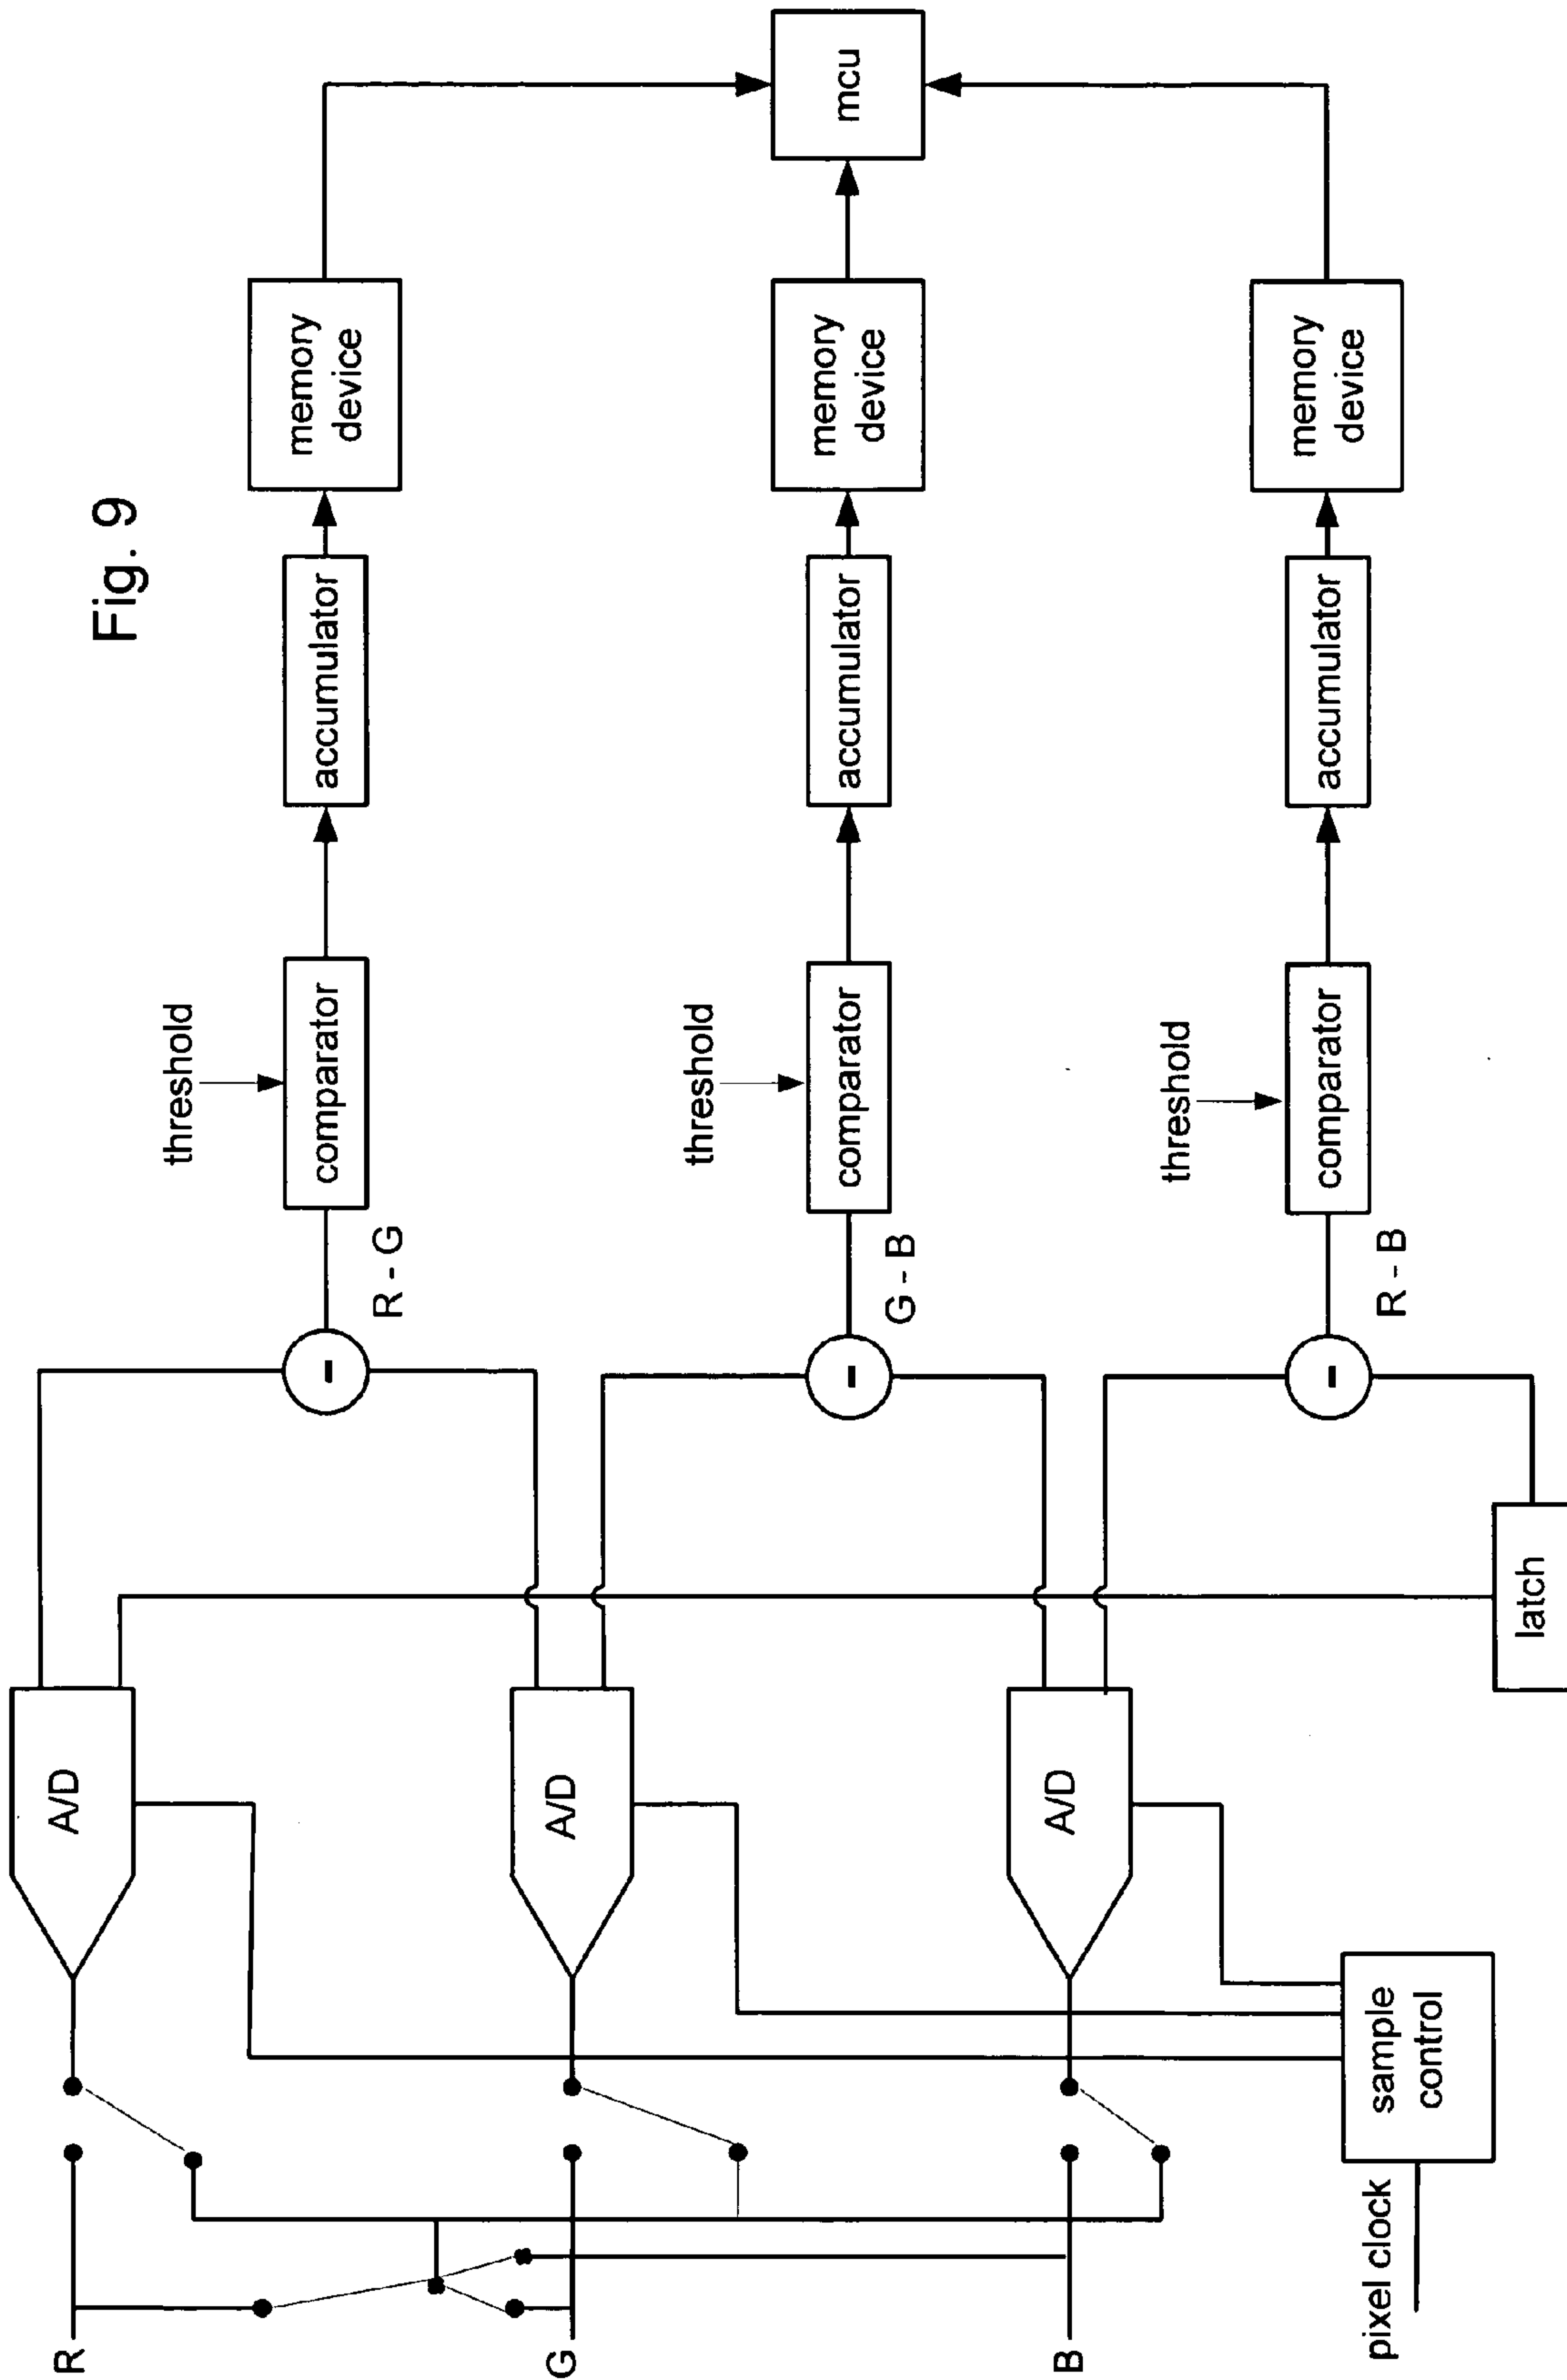 Fig. 9
R
G
B
pixel clock
sample
control
A/D
A/D
A/D
latch
R - G
G - B
R - B
threshold
threshold
threshold
comparator
comparator
comparator
accumulator
accumulator
accumulator
memory
device
memory
device
memory
device
mcu